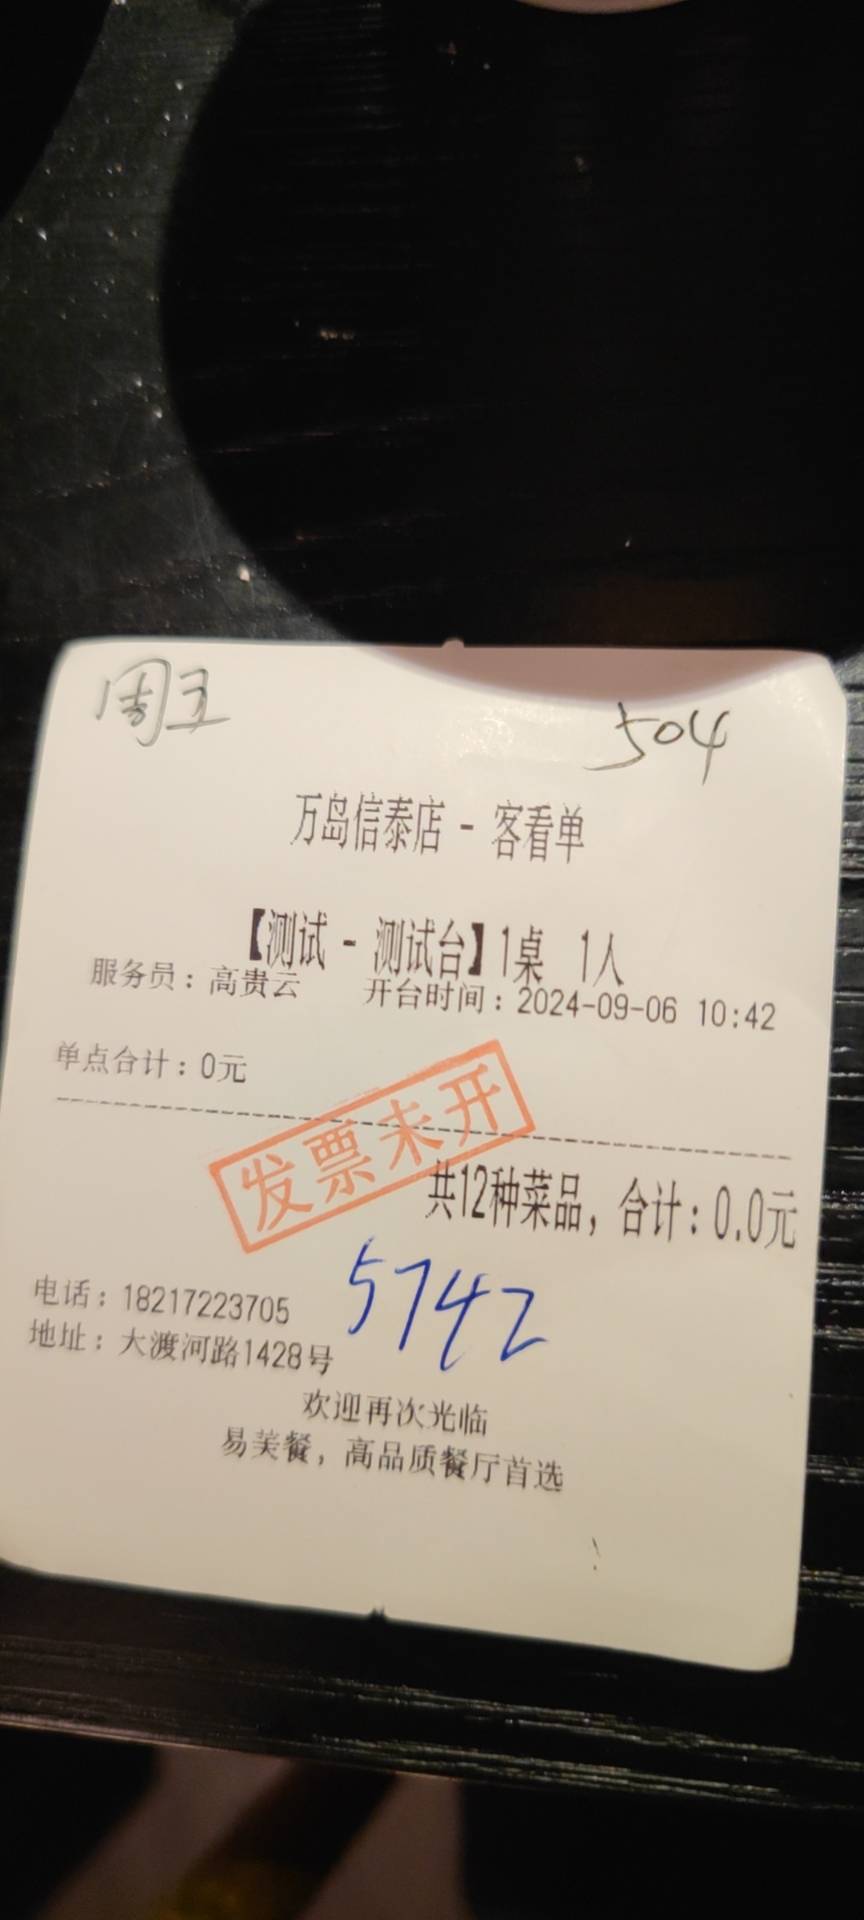 周五
504
万岛信泰店 - 客看单
【测试 - 测试台】1桌 1人
服务员：高贵云 开台时间：2024-09-06 10:42
单点合计：0元
发票未开
共12种菜品，合计：0.0元
5742
电话：18217223705
地址：大渡河路1428号
欢迎再次光临
易美餐，高品质餐厅首选